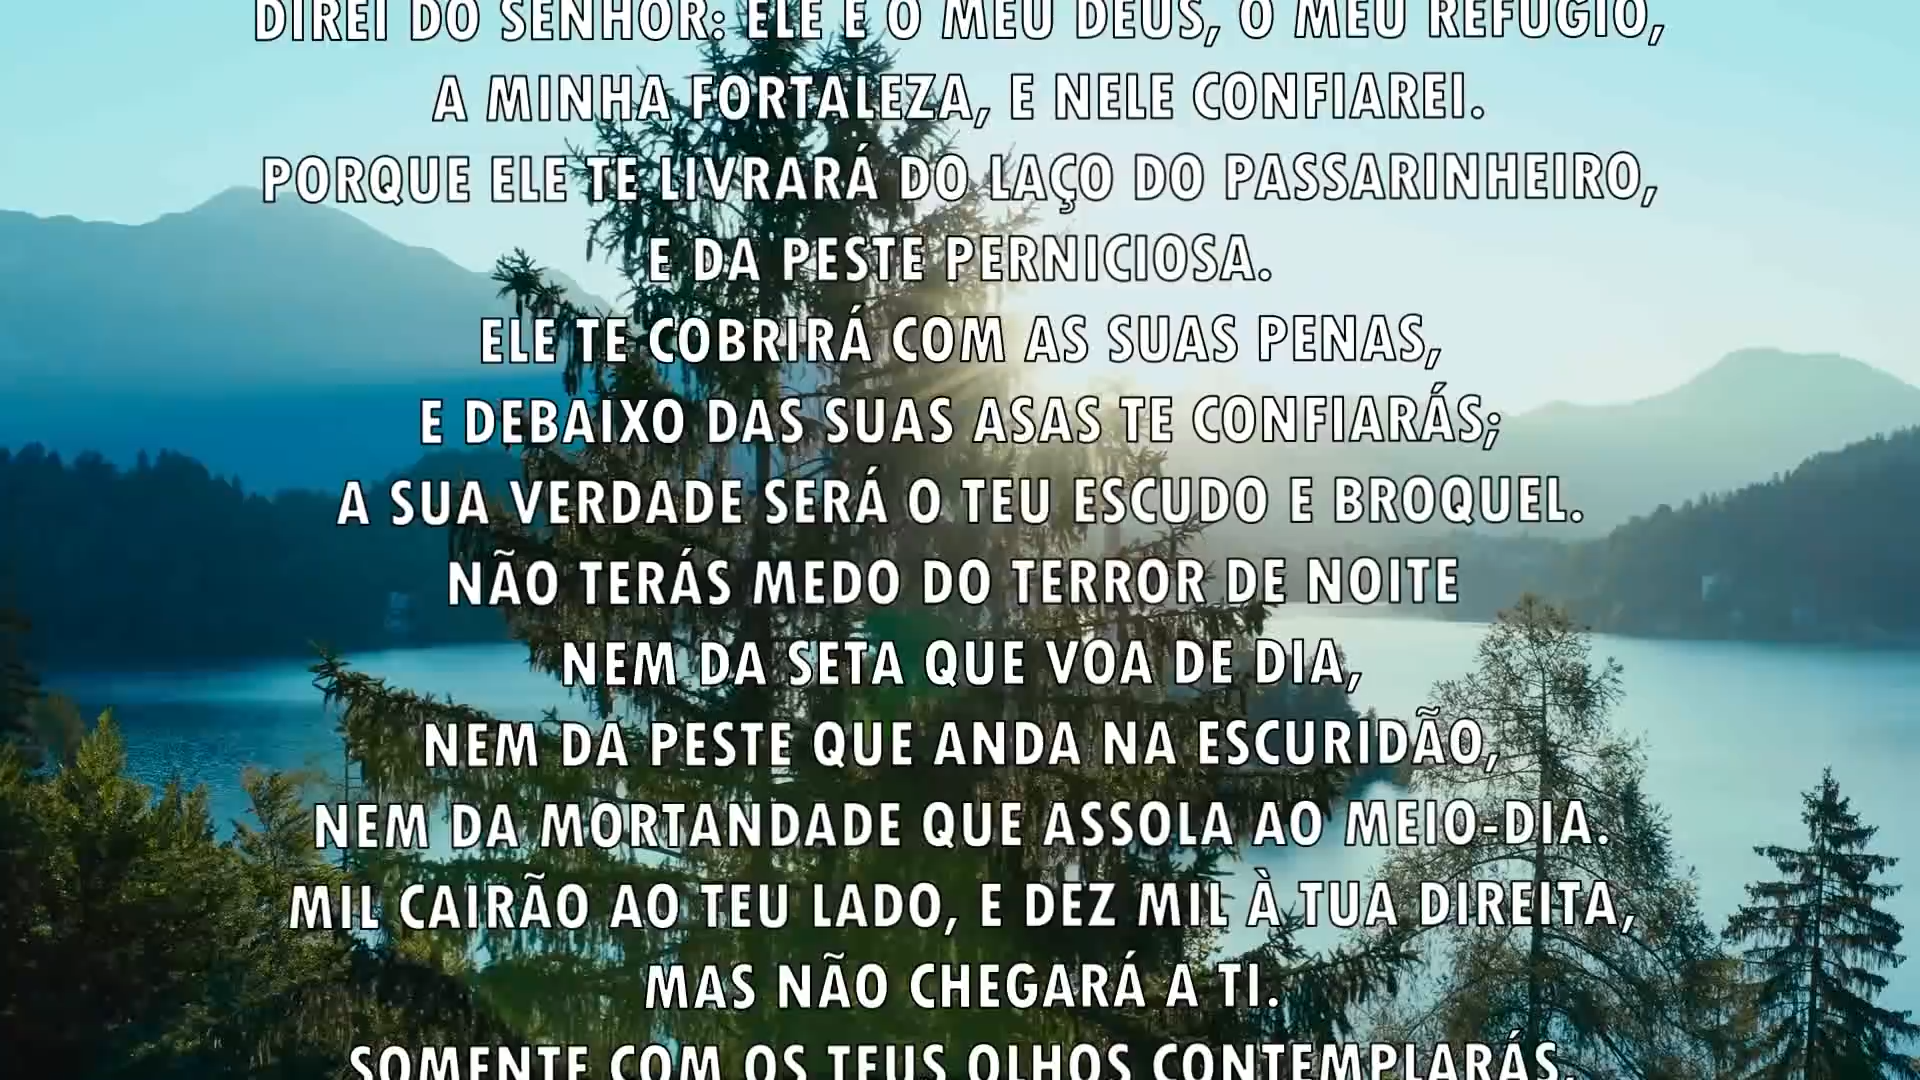 DIREI DO SENHOR: ELE É O MEU DEUS, O MEU REFÚGIO,
A MINHA FORTALEZA, E NELE CONFIAREI.
PORQUE ELE TE LIVRARÁ DO LAÇO DO PASSARINHEIRO,
E DA PESTE PERNICIOSA.
ELE TE COBRIRÁ COM AS SUAS PENAS,
E DEBAIXO DAS SUAS ASAS TE CONFIARÁS;
A SUA VERDADE SERÁ O TEU ESCUDO E BROQUEL.
NÃO TERÁS MEDO DO TERROR DE NOITE
NEM DA SETA QUE VOA DE DIA,
NEM DA PESTE QUE ANDA NA ESCURIDÃO,
NEM DA MORTANDADE QUE ASSOLA AO MEIO-DIA.
MIL CAIRÃO AO TEU LADO, E DEZ MIL À TUA DIREITA,
MAS NÃO CHEGARÁ A TI.
SOMENTE COM OS TEUS OLHOS CONTEMPLARÁS,